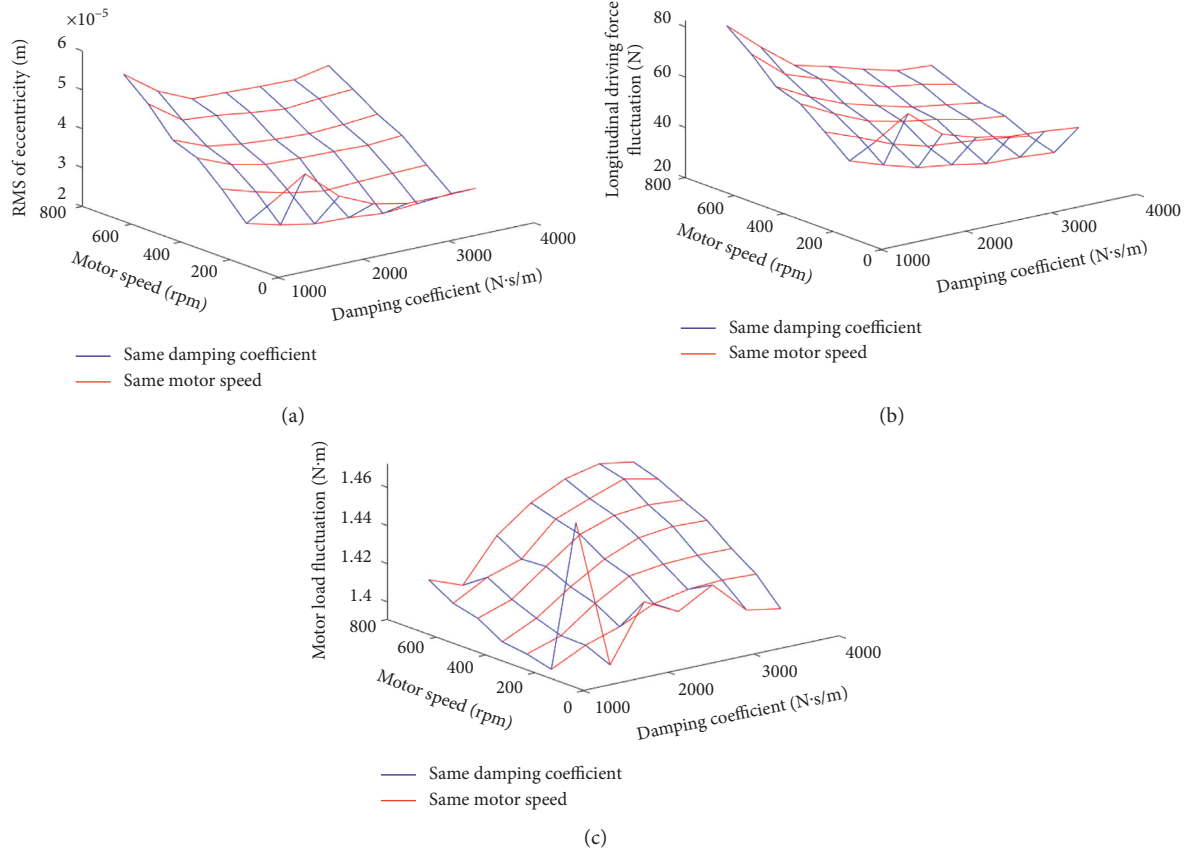 ×10⁻⁵
RMS of eccentricity (m)
6
5
4
3
2
800
600
400
200
0
Motor speed (rpm)
1000
2000
3000
4000
Damping coefficient (N·s/m)
Same damping coefficient
Same motor speed
(a)
Longitudinal driving force
fluctuation (N)
80
60
40
20
800
600
400
200
0
Motor speed (rpm)
1000
2000
3000
4000
Damping coefficient (N·s/m)
Same damping coefficient
Same motor speed
(b)
Motor load fluctuation (N·m)
1.46
1.44
1.42
1.4
800
600
400
200
0
Motor speed (rpm)
1000
2000
3000
4000
Damping coefficient (N·s/m)
Same damping coefficient
Same motor speed
(c)